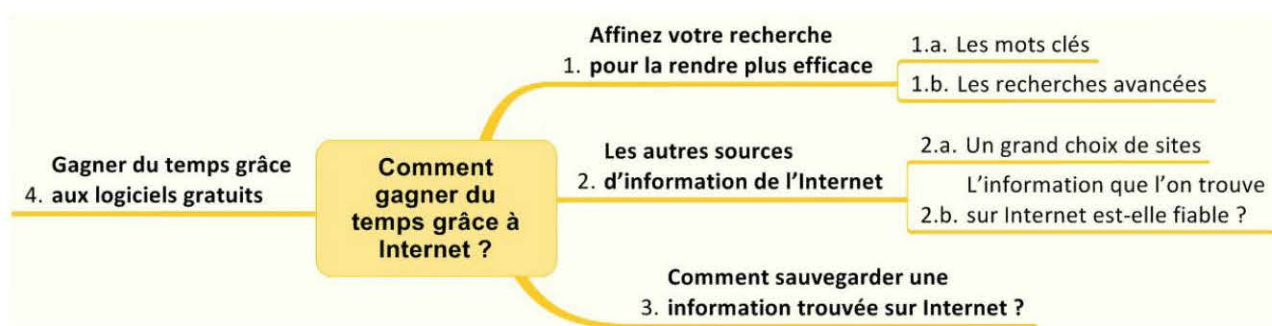 Comment
gagner du
temps grâce à
Internet ?
Affinez votre recherche
1. pour la rendre plus efficace
1.a. Les mots clés
1.b. Les recherches avancées
Les autres sources
2. d'information de l'Internet
2.a. Un grand choix de sites
L'information que l'on trouve
2.b. sur Internet est-elle fiable ?
Comment sauvegarder une
3. information trouvée sur Internet ?
Gagner du temps grâce
4. aux logiciels gratuits